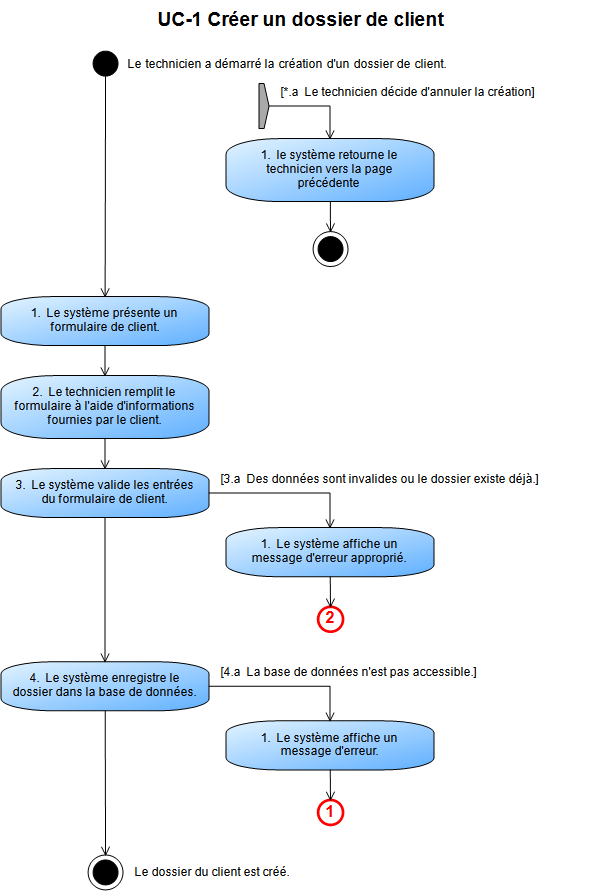 UC-1 Créer un dossier de client
Le technicien a démarré la création d'un dossier de client.
[*.a Le technicien décide d'annuler la création]
1. le système retourne le
technicien vers la page
précédente
1. Le système présente un
formulaire de client.
2. Le technicien remplit le
formulaire à l'aide d'informations
fournies par le client.
3. Le système valide les entrées
du formulaire de client.
[3.a Des données sont invalides ou le dossier existe déjà.]
1. Le système affiche un
message d'erreur approprié.
2
4. Le système enregistre le
dossier dans la base de données.
[4.a La base de données n'est pas accessible.]
1. Le système affiche un
message d'erreur.
1
Le dossier du client est créé.